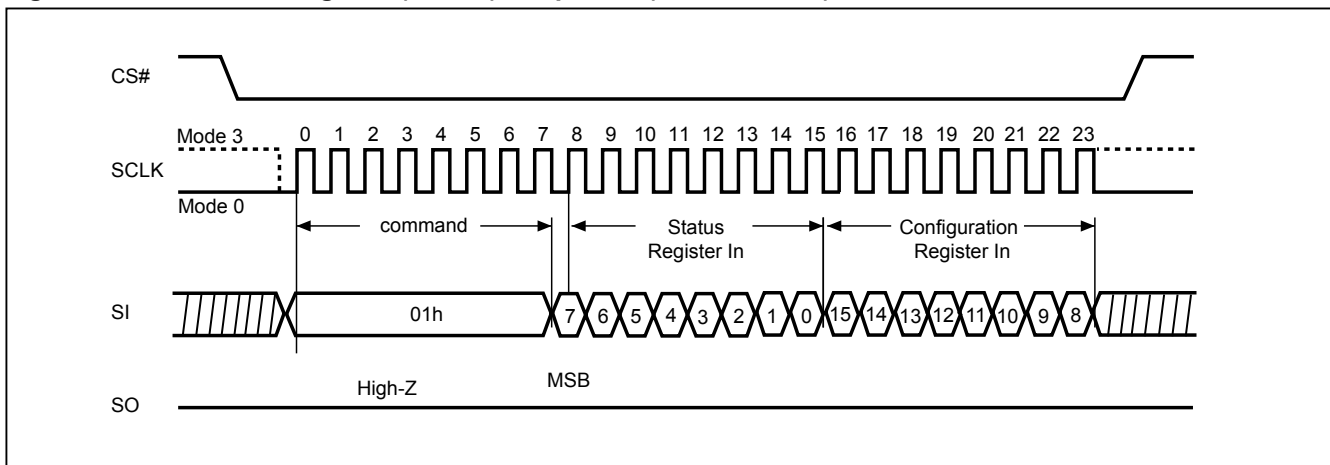 CS#
Mode 3
0 1 2 3 4 5 6 7 8 9 10 11 12 13 14 15 16 17 18 19 20 21 22 23
SCLK
Mode 0
command
Status
Register In
Configuration
Register In
SI
01h
7 6 5 4 3 2 1 0 15 14 13 12 11 10 9 8
High-Z
MSB
SO